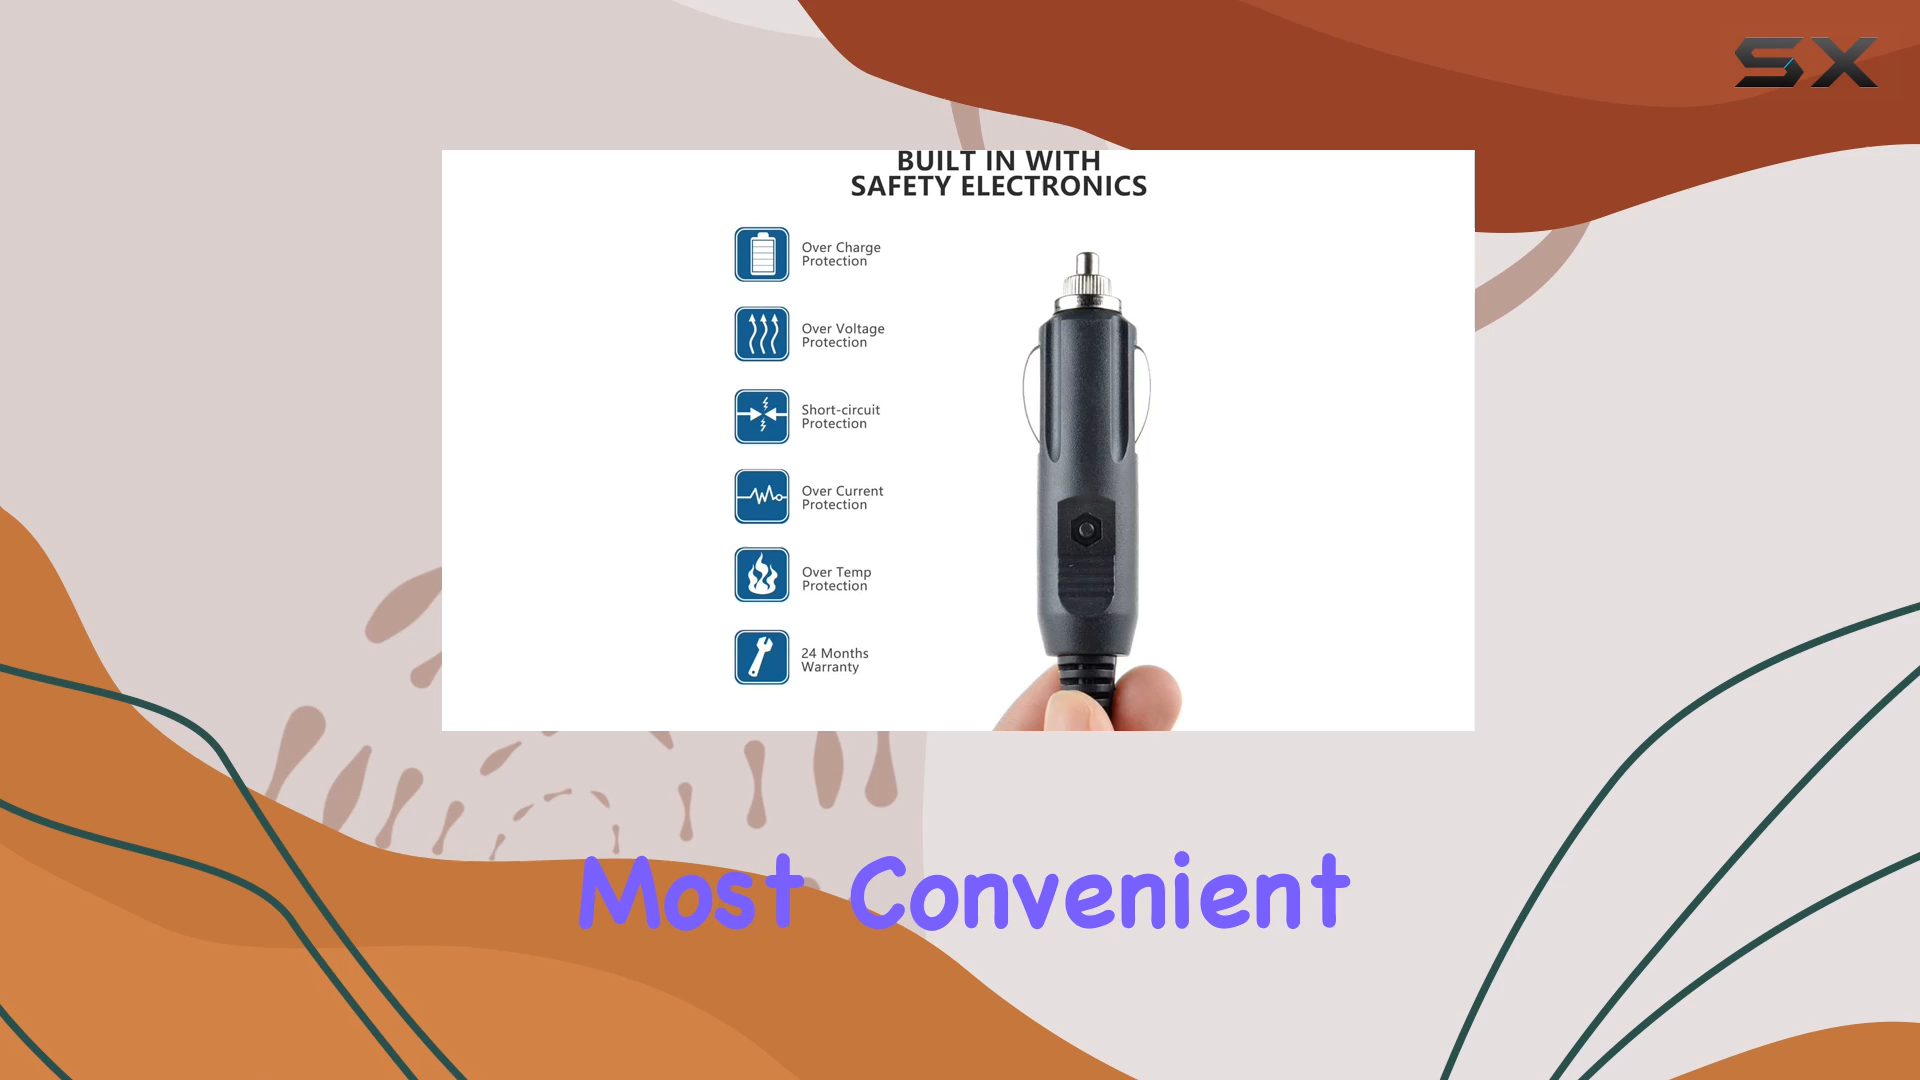 SX
BUILT IN WITH
SAFETY ELECTRONICS
Over Charge
Protection
Over Voltage
Protection
Short-circuit
Protection
Over Current
Protection
Over Temp
Protection
24 Months
Warranty
Most Convenient